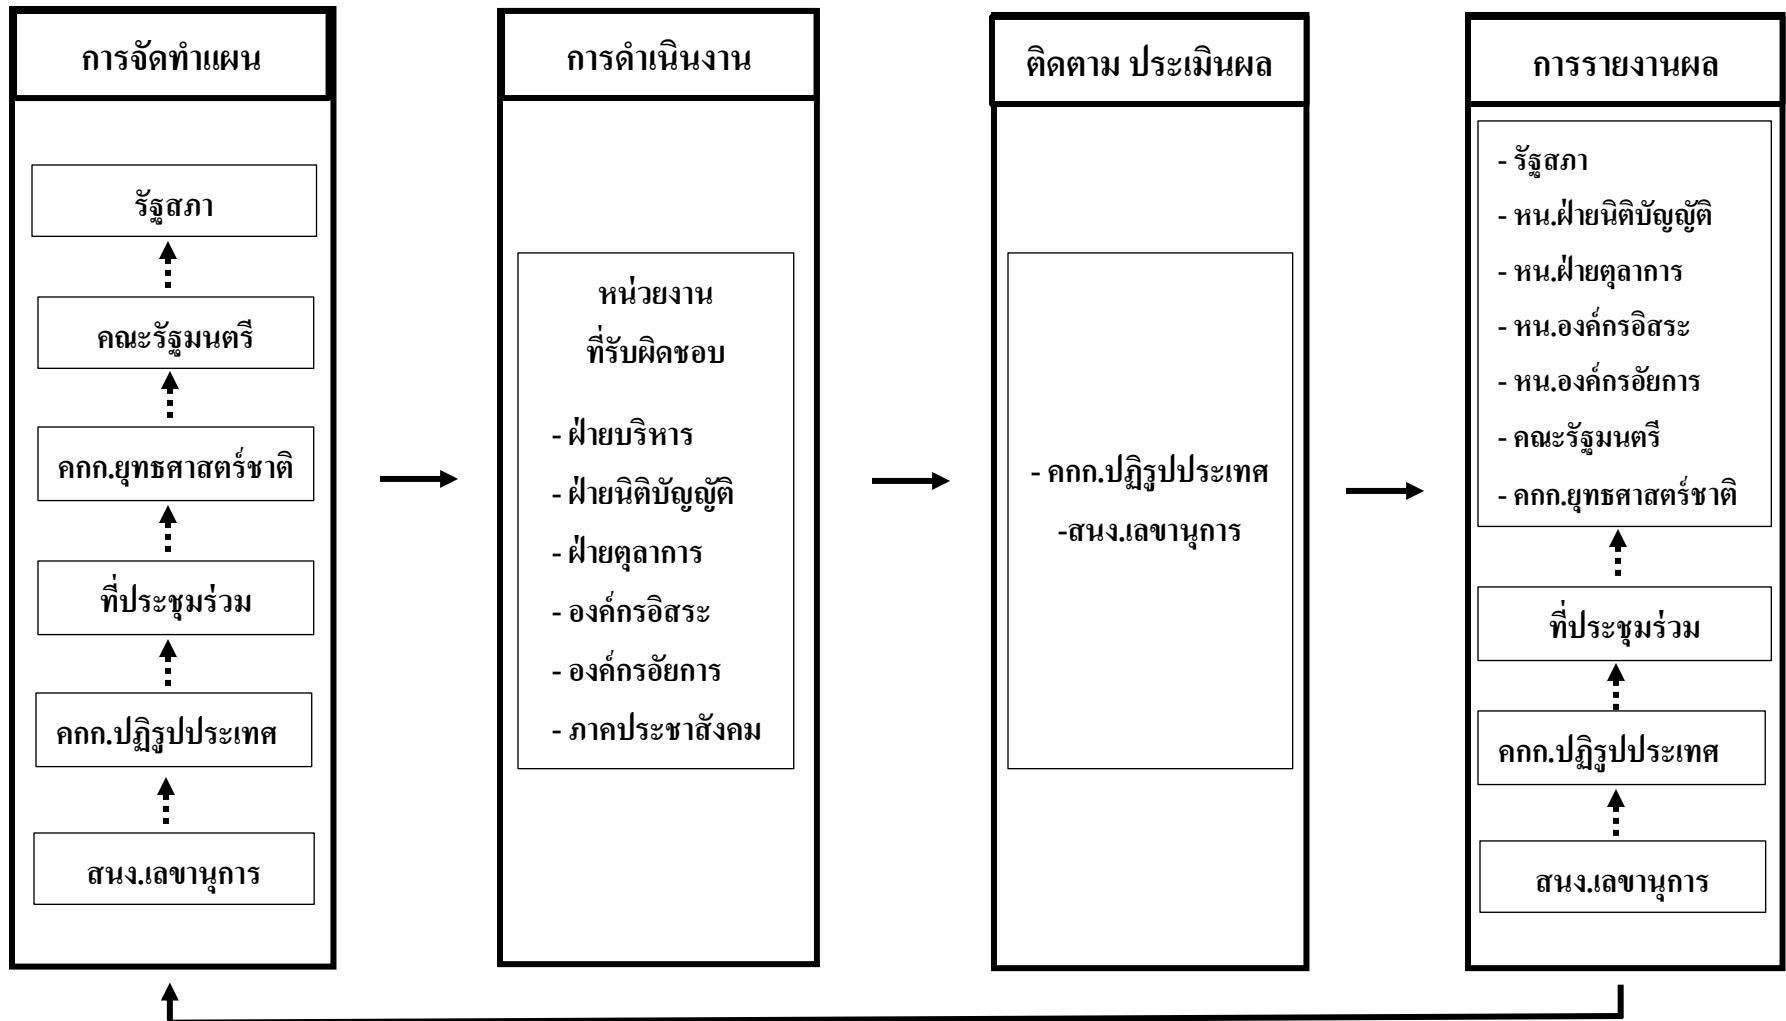 การจัดทำแผน
รัฐสภา
คณะรัฐมนตรี
คกก.ยุทธศาสตร์ชาติ
ที่ประชุมร่วม
คกก.ปฏิรูปประเทศ
สนง.เลขานุการ
การดำเนินงาน
หน่วยงาน
ที่รับผิดชอบ
- ฝ่ายบริหาร
- ฝ่ายนิติบัญญัติ
- ฝ่ายตุลาการ
- องค์กรอิสระ
- องค์กรอัยการ
- ภาคประชาสังคม
ติดตาม ประเมินผล
- คกก.ปฏิรูปประเทศ
-สนง.เลขานุการ
การรายงานผล
- รัฐสภา
- หน.ฝ่ายนิติบัญญัติ
- หน.ฝ่ายตุลาการ
- หน.องค์กรอิสระ
- หน.องค์กรอัยการ
- คณะรัฐมนตรี
- คกก.ยุทธศาสตร์ชาติ
ที่ประชุมร่วม
คกก.ปฏิรูปประเทศ
สนง.เลขานุการ